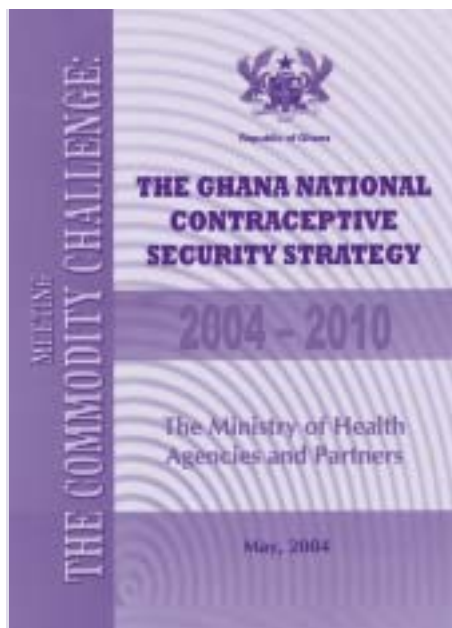 MEETING
THE COMMODITY CHALLENGE:
Republic of Ghana
THE GHANA NATIONAL
CONTRACEPTIVE
SECURITY STRATEGY
2004 – 2010
The Ministry of Health
Agencies and Partners
May, 2004